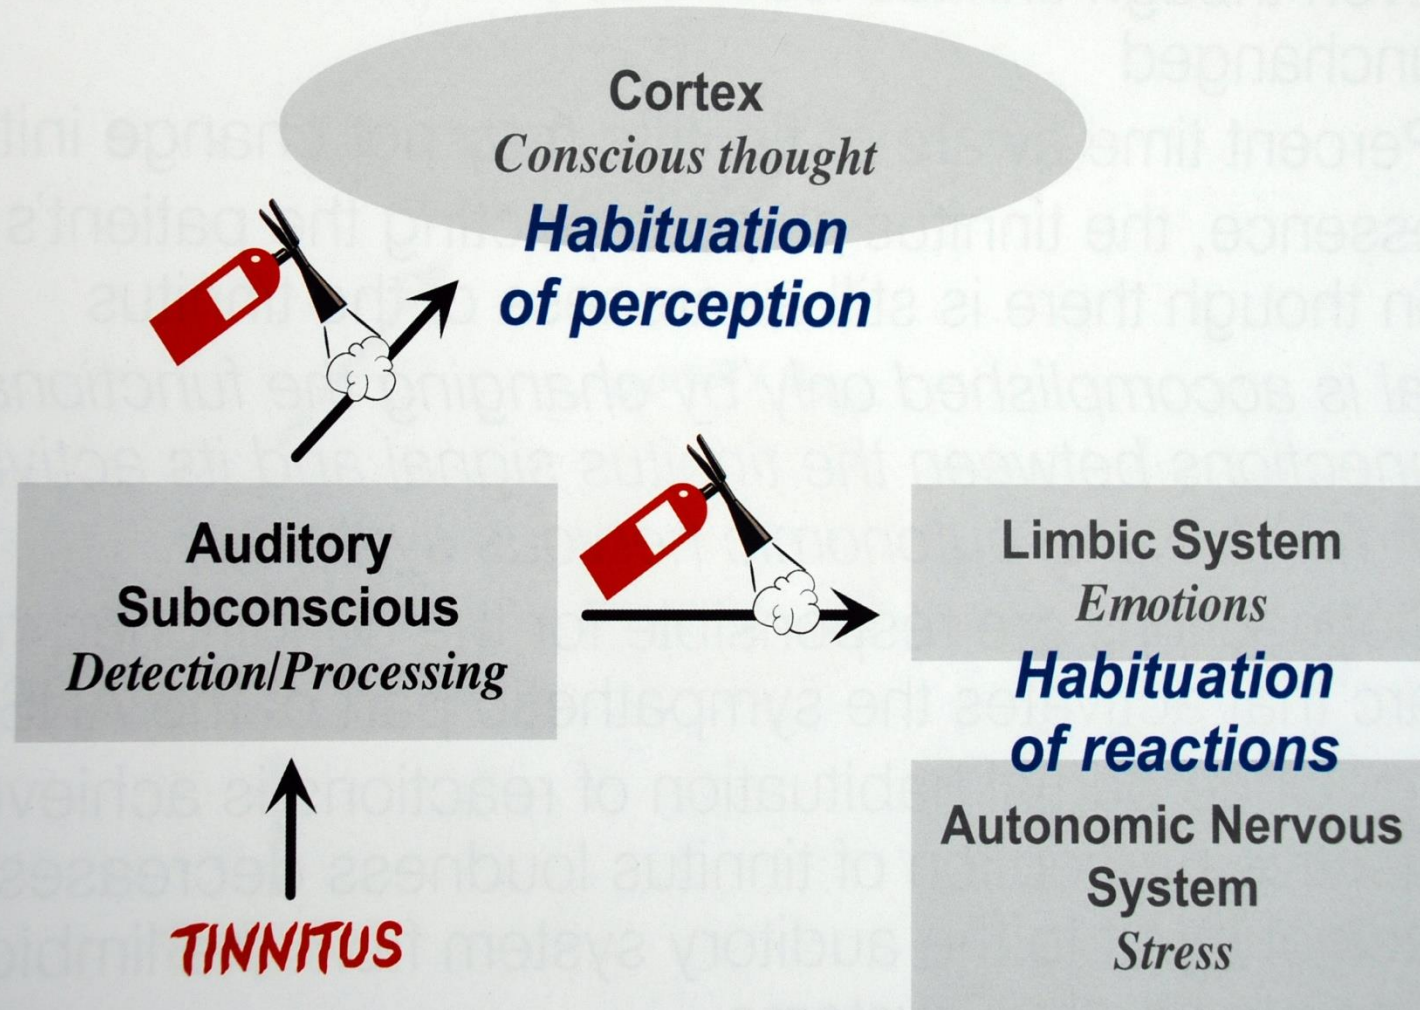 Cortex
Conscious thought
Habituation
of perception
Auditory
Subconscious
Detection/Processing
TINNITUS
Limbic System
Emotions
Habituation
of reactions
Autonomic Nervous
System
Stress